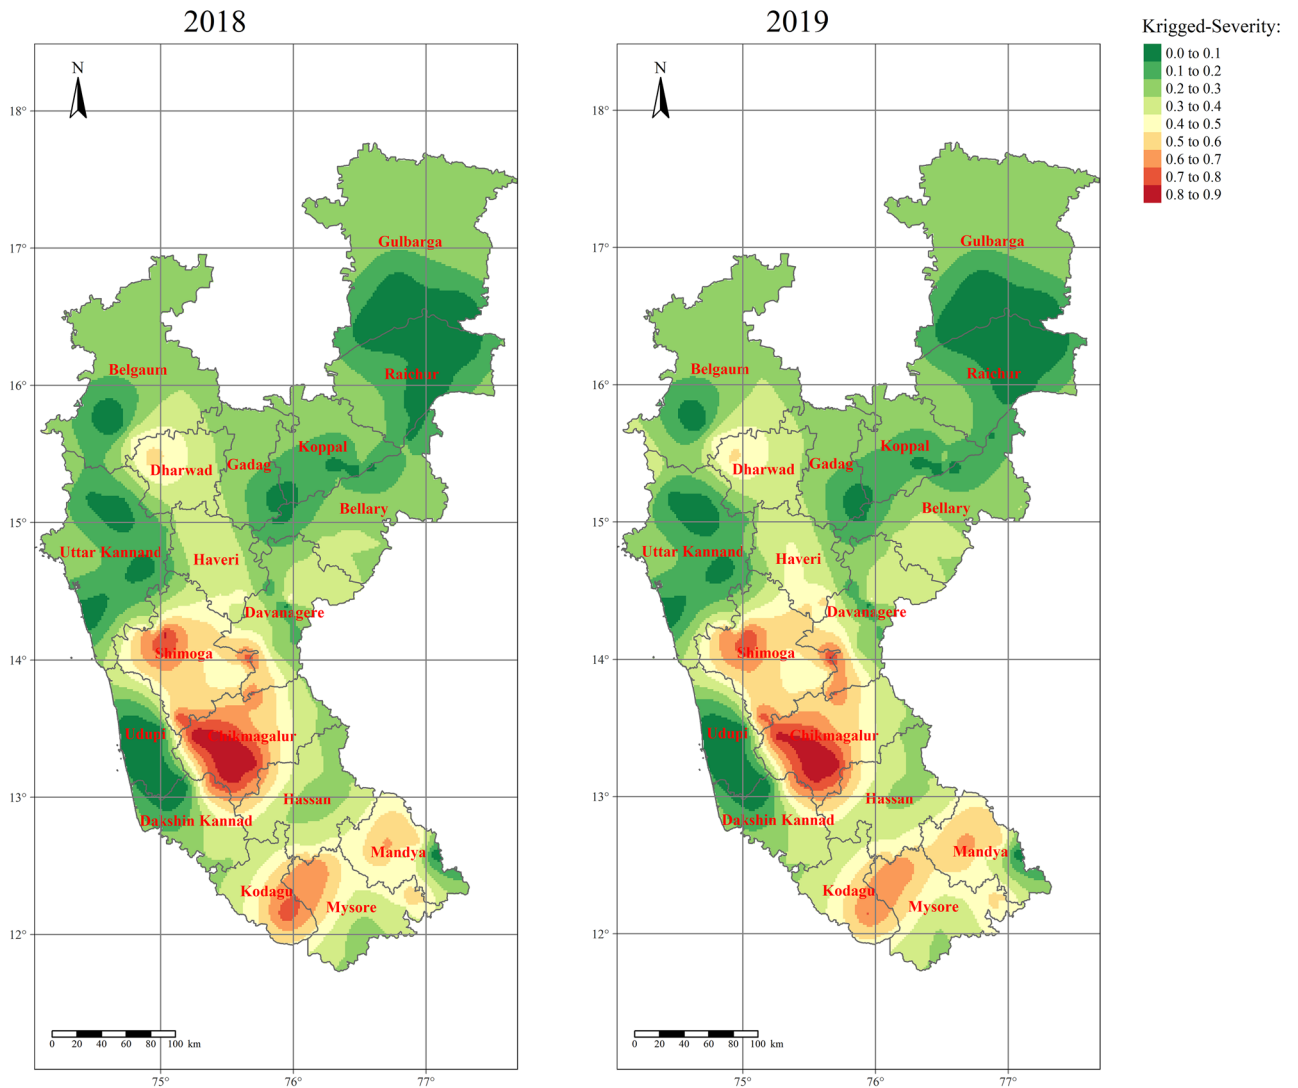 2018
2019
Krigged-Severity:
0.0 to 0.1
0.1 to 0.2
0.2 to 0.3
0.3 to 0.4
0.4 to 0.5
0.5 to 0.6
0.6 to 0.7
0.7 to 0.8
0.8 to 0.9
N
18°
17°
16°
15°
14°
13°
12°
Gulbarga
Belgaum
Raichur
Koppal
Dharwad
Gadag
Bellary
Uttar Kannand
Haveri
Davanagere
Shimoga
Udupi
Chikmagalur
Hassan
Dakshin Kannad
Mandya
Kodagu
Mysore
0 20 40 60 80 100 km
75° 76° 77°
N
18°
17°
16°
15°
14°
13°
12°
Gulbarga
Belgaum
Raichur
Koppal
Dharwad
Gadag
Bellary
Uttar Kannand
Haveri
Davanagere
Shimoga
Udupi
Chikmagalur
Hassan
Dakshin Kannad
Mandya
Kodagu
Mysore
0 20 40 60 80 100 km
75° 76° 77°